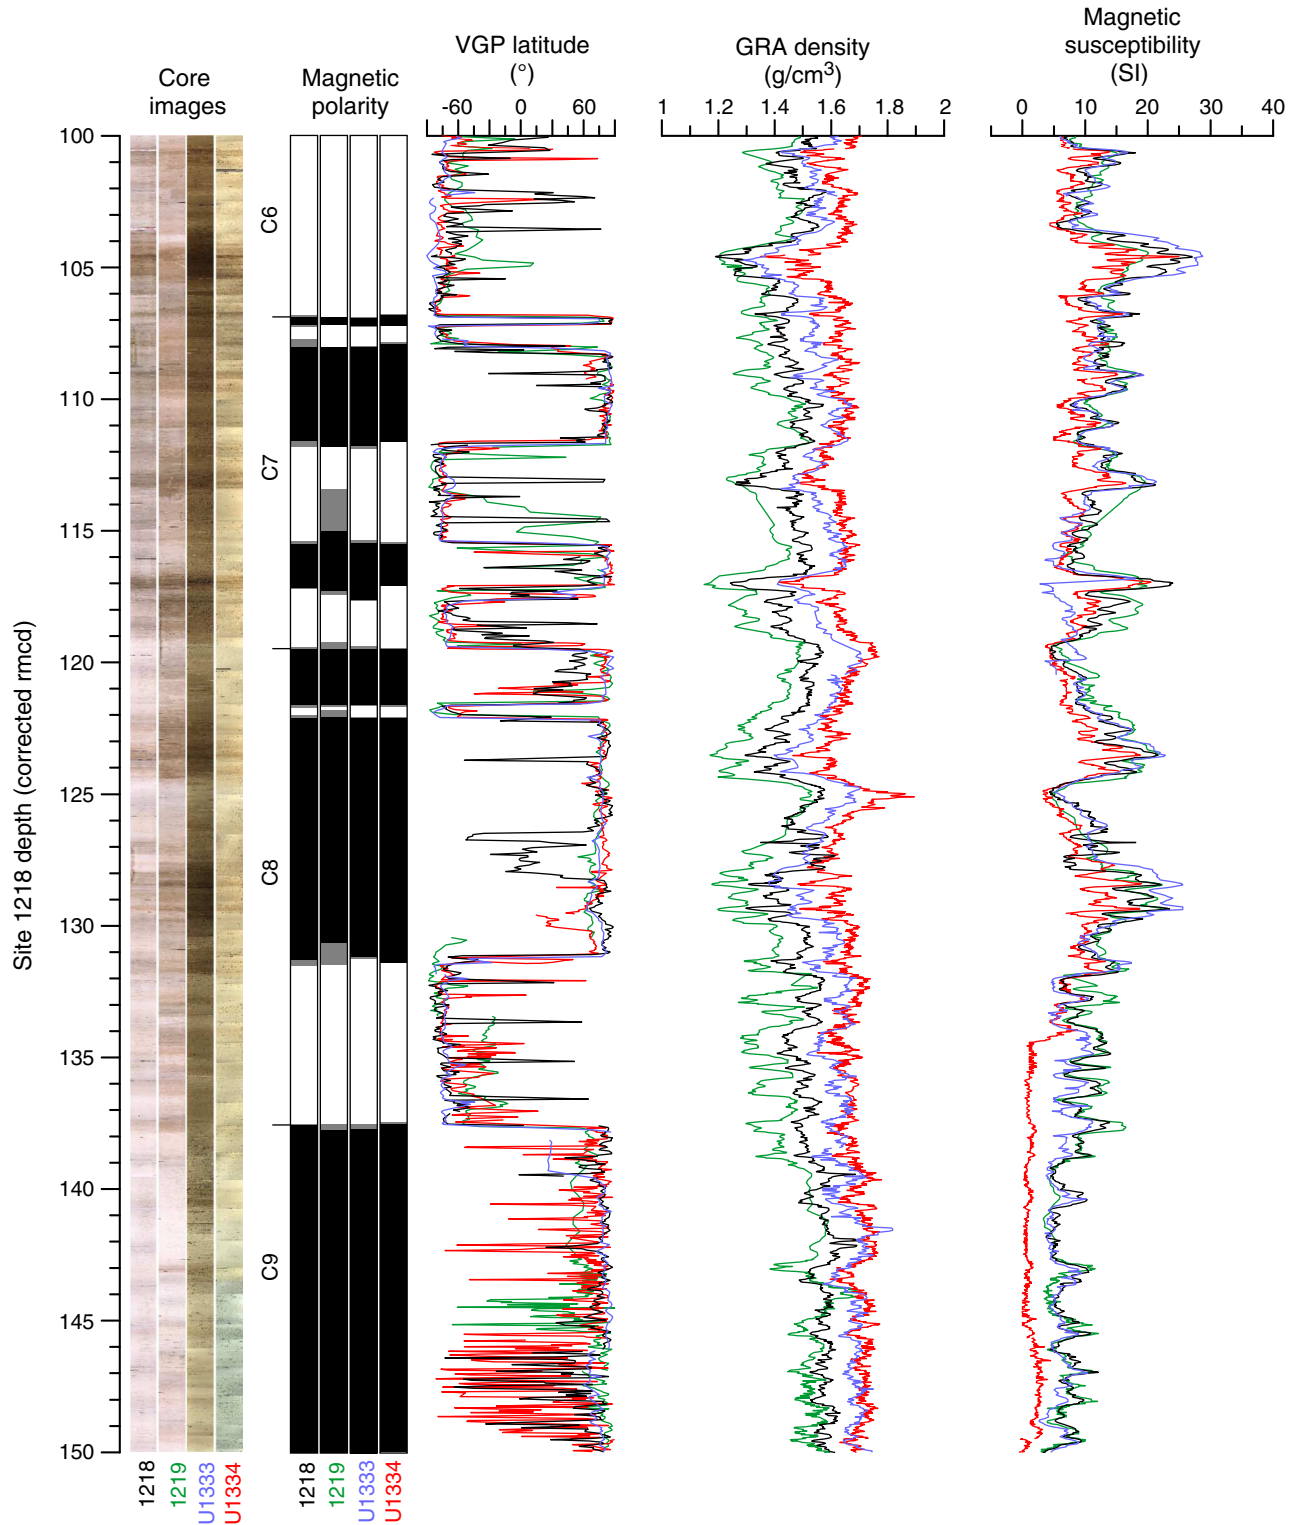 Magnetic
susceptibility
(SI)
VGP latitude
(°)
GRA density
(g/cm3)
Core
images
Magnetic
polarity
-60 0 60
1 1.2 1.4 1.6 1.8 2
0 10 20 30 40
100
105
110
115
120
125
130
135
140
145
150
Site 1218 depth (corrected rmcd)
C6
C7
C8
C9
1218
1219
U1333
U1334
1218
1219
U1333
U1334